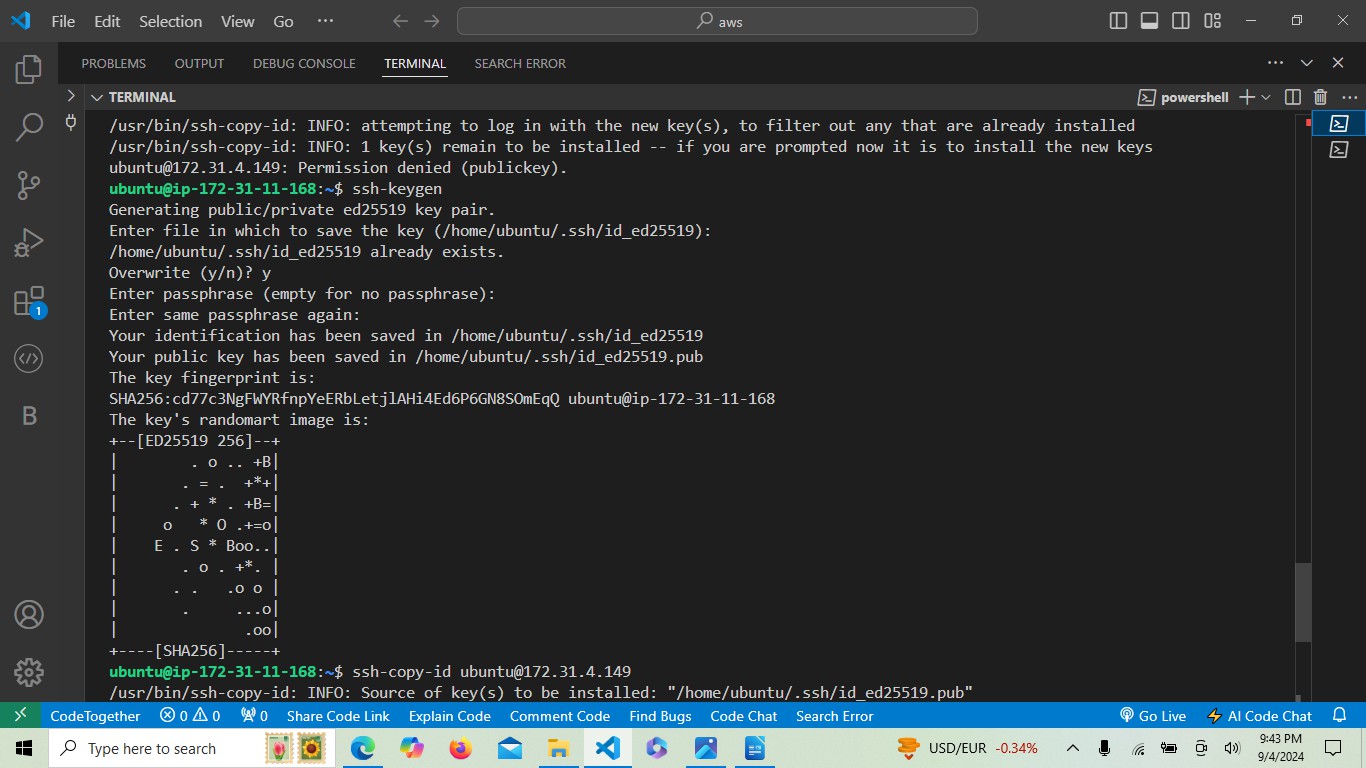 File Edit Selection View Go ··· aws
PROBLEMS OUTPUT DEBUG CONSOLE TERMINAL SEARCH ERROR
TERMINAL powershell
/usr/bin/ssh-copy-id: INFO: attempting to log in with the new key(s), to filter out any that are already installed
/usr/bin/ssh-copy-id: INFO: 1 key(s) remain to be installed -- if you are prompted now it is to install the new keys
ubuntu@172.31.4.149: Permission denied (publickey).
ubuntu@ip-172-31-11-168:~$ ssh-keygen
Generating public/private ed25519 key pair.
Enter file in which to save the key (/home/ubuntu/.ssh/id_ed25519):
/home/ubuntu/.ssh/id_ed25519 already exists.
Overwrite (y/n)? y
Enter passphrase (empty for no passphrase):
Enter same passphrase again:
Your identification has been saved in /home/ubuntu/.ssh/id_ed25519
Your public key has been saved in /home/ubuntu/.ssh/id_ed25519.pub
The key fingerprint is:
SHA256:cd77c3NgFWYRfnpYeERbLetjlAHi4Ed6P6GN8SOmEqQ ubuntu@ip-172-31-11-168
The key's randomart image is:
+--[ED25519 256]--+
|        . o .. +B|
|       . = .  +*+|
|      . + * . +B=|
|     o   * O .+=o|
|    E . S * Boo..|
|       . o . +*. |
|      . .   .o o |
|       .     ...o|
|              .oo|
+----[SHA256]-----+
ubuntu@ip-172-31-11-168:~$ ssh-copy-id ubuntu@172.31.4.149
/usr/bin/ssh-copy-id: INFO: Source of key(s) to be installed: "/home/ubuntu/.ssh/id_ed25519.pub"
1
B
CodeTogether 0 0 0 Share Code Link Explain Code Comment Code Find Bugs Code Chat Search Error Go Live AI Code Chat
Type here to search USD/EUR -0.34% 9:43 PM
9/4/2024